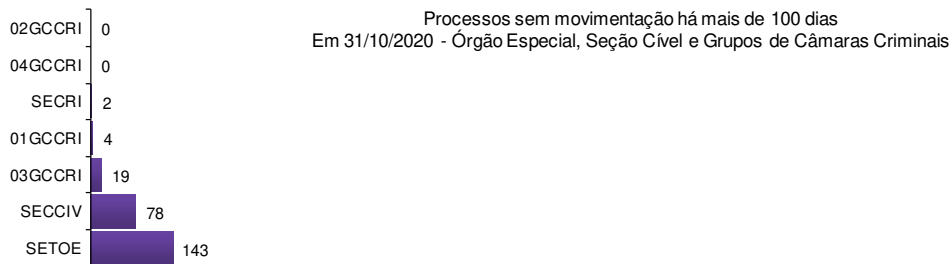 Processos sem movimentação há mais de 100 dias
Em 31/10/2020 - Órgão Especial, Seção Cível e Grupos de Câmaras Criminais
02GCCRI 0
04GCCRI 0
SECRI 2
01GCCRI 4
03GCCRI 19
SECCIV 78
SETOE 143